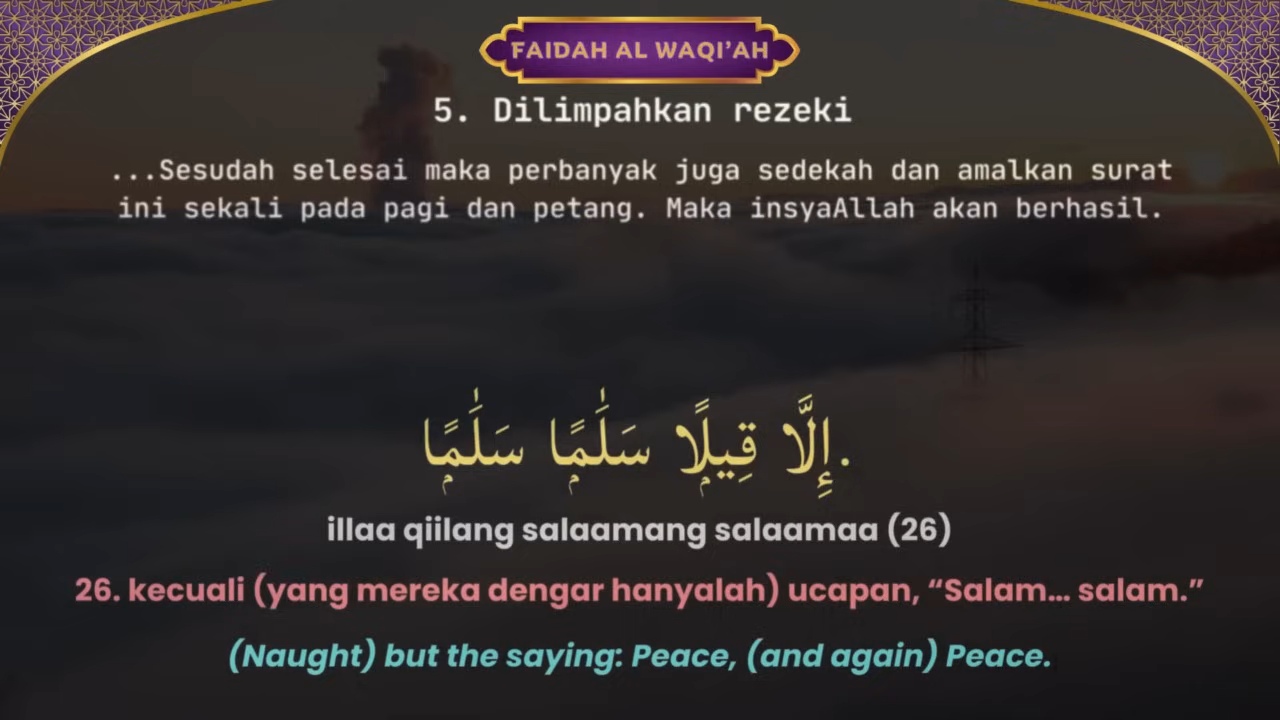 FAIDAH AL WAQI’AH
5. Dilimpahkan rezeki
...Sesudah selesai maka perbanyak juga sedekah dan amalkan surat
ini sekali pada pagi dan petang. Maka insyaAllah akan berhasil.
إِلَّا قِيلًۭا سَلَـٰمًۭا سَلَـٰمًۭا.
illaa qiilang salaamang salaamaa (26)
26. kecuali (yang mereka dengar hanyalah) ucapan, “Salam... salam.”
(Naught) but the saying: Peace, (and again) Peace.